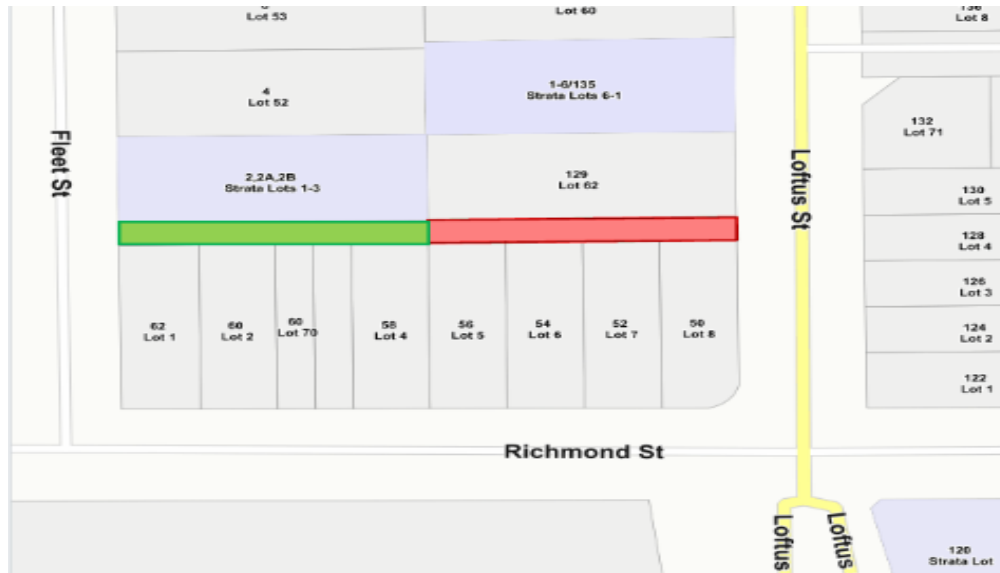 Lot 53
Lot 60
136
Lot 8
4
Lot 52
1-6/135
Strata Lots 6-1
132
Lot 71
Fleet St
2,2A,2B
Strata Lots 1-3
129
Lot 62
Loftus St
130
Lot 5
128
Lot 4
126
Lot 3
124
Lot 2
122
Lot 1
62
Lot 1
60
Lot 2
60
Lot 70
58
Lot 4
56
Lot 5
54
Lot 6
52
Lot 7
50
Lot 8
Richmond St
Loftus
Loftus
120
Strata Lot